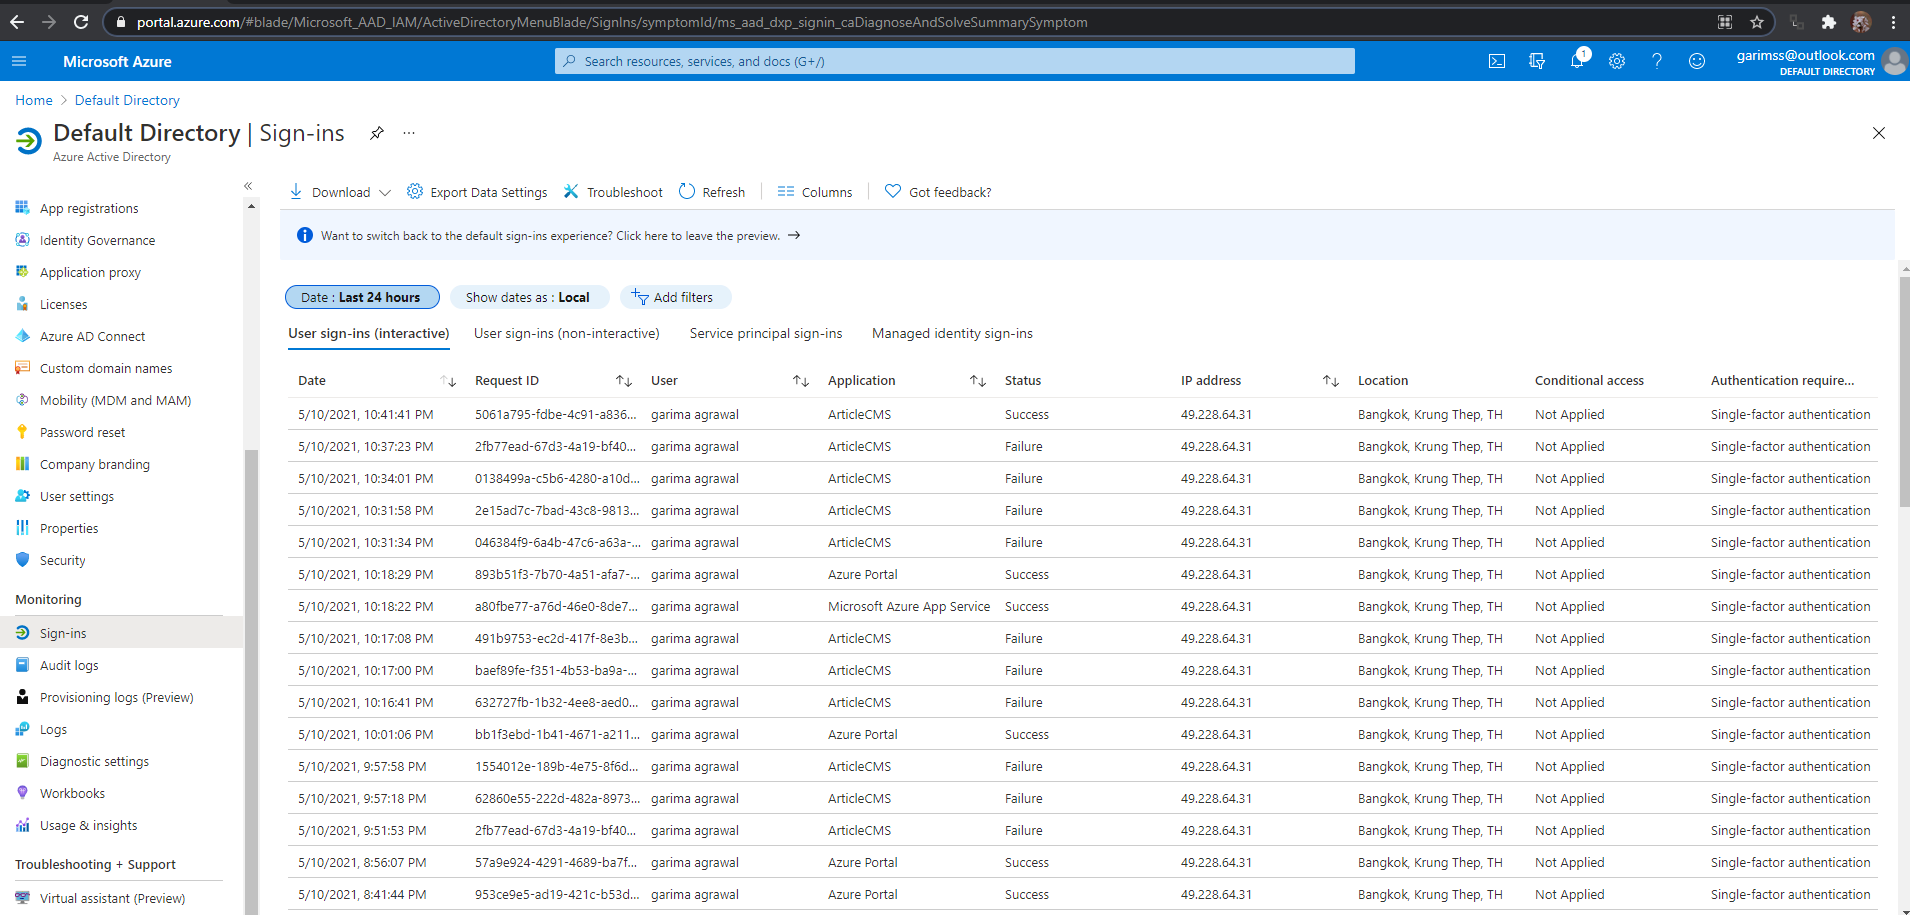 portal.azure.com/#blade/Microsoft_AAD_IAM/ActiveDirectoryMenuBlade/SignIns/symptomId/ms_aad_dxp_signin_caDiagnoseAndSolveSummarySymptom
Microsoft Azure
Search resources, services, and docs (G+/)
1
garimss@outlook.com
DEFAULT DIRECTORY
Home > Default Directory
Default Directory | Sign-ins
Azure Active Directory
App registrations
Identity Governance
Application proxy
Licenses
Azure AD Connect
Custom domain names
Mobility (MDM and MAM)
Password reset
Company branding
User settings
Properties
Security
Monitoring
Sign-ins
Audit logs
Provisioning logs (Preview)
Logs
Diagnostic settings
Workbooks
Usage & insights
Troubleshooting + Support
Virtual assistant (Preview)
Download Export Data Settings Troubleshoot Refresh Columns Got feedback?
Want to switch back to the default sign-ins experience? Click here to leave the preview. →
Date : Last 24 hours Show dates as : Local Add filters
User sign-ins (interactive) User sign-ins (non-interactive) Service principal sign-ins Managed identity sign-ins
Date Request ID User Application Status IP address Location Conditional access Authentication require...
5/10/2021, 10:41:41 PM 5061a795-fdbe-4c91-a836... garima agrawal ArticleCMS Success 49.228.64.31 Bangkok, Krung Thep, TH Not Applied Single-factor authentication
5/10/2021, 10:37:23 PM 2fb77ead-67d3-4a19-bf40... garima agrawal ArticleCMS Failure 49.228.64.31 Bangkok, Krung Thep, TH Not Applied Single-factor authentication
5/10/2021, 10:34:01 PM 0138499a-c5b6-4280-a10d... garima agrawal ArticleCMS Failure 49.228.64.31 Bangkok, Krung Thep, TH Not Applied Single-factor authentication
5/10/2021, 10:31:58 PM 2e15ad7c-7bad-43c8-9813... garima agrawal ArticleCMS Failure 49.228.64.31 Bangkok, Krung Thep, TH Not Applied Single-factor authentication
5/10/2021, 10:31:34 PM 046384f9-6a4b-47c6-a63a-... garima agrawal ArticleCMS Failure 49.228.64.31 Bangkok, Krung Thep, TH Not Applied Single-factor authentication
5/10/2021, 10:18:29 PM 893b51f3-7b70-4a51-afa7-... garima agrawal Azure Portal Success 49.228.64.31 Bangkok, Krung Thep, TH Not Applied Single-factor authentication
5/10/2021, 10:18:22 PM a80fbe77-a76d-46e0-8de7... garima agrawal Microsoft Azure App Service Success 49.228.64.31 Bangkok, Krung Thep, TH Not Applied Single-factor authentication
5/10/2021, 10:17:08 PM 491b9753-ec2d-417f-8e3b... garima agrawal ArticleCMS Failure 49.228.64.31 Bangkok, Krung Thep, TH Not Applied Single-factor authentication
5/10/2021, 10:17:00 PM baef89fe-f351-4b53-ba9a-... garima agrawal ArticleCMS Failure 49.228.64.31 Bangkok, Krung Thep, TH Not Applied Single-factor authentication
5/10/2021, 10:16:41 PM 632727fb-1b32-4ee8-aed0... garima agrawal ArticleCMS Failure 49.228.64.31 Bangkok, Krung Thep, TH Not Applied Single-factor authentication
5/10/2021, 10:01:06 PM bb1f3ebd-1b41-4671-a211... garima agrawal Azure Portal Success 49.228.64.31 Bangkok, Krung Thep, TH Not Applied Single-factor authentication
5/10/2021, 9:57:58 PM 1554012e-189b-4e75-8f6d... garima agrawal ArticleCMS Failure 49.228.64.31 Bangkok, Krung Thep, TH Not Applied Single-factor authentication
5/10/2021, 9:57:18 PM 62860e55-222d-482a-8973... garima agrawal ArticleCMS Failure 49.228.64.31 Bangkok, Krung Thep, TH Not Applied Single-factor authentication
5/10/2021, 9:51:53 PM 2fb77ead-67d3-4a19-bf40... garima agrawal ArticleCMS Failure 49.228.64.31 Bangkok, Krung Thep, TH Not Applied Single-factor authentication
5/10/2021, 8:56:07 PM 57a9e924-4291-4689-ba7f... garima agrawal Azure Portal Success 49.228.64.31 Bangkok, Krung Thep, TH Not Applied Single-factor authentication
5/10/2021, 8:41:44 PM 953ce9e5-ad19-421c-b53d... garima agrawal Azure Portal Success 49.228.64.31 Bangkok, Krung Thep, TH Not Applied Single-factor authentication